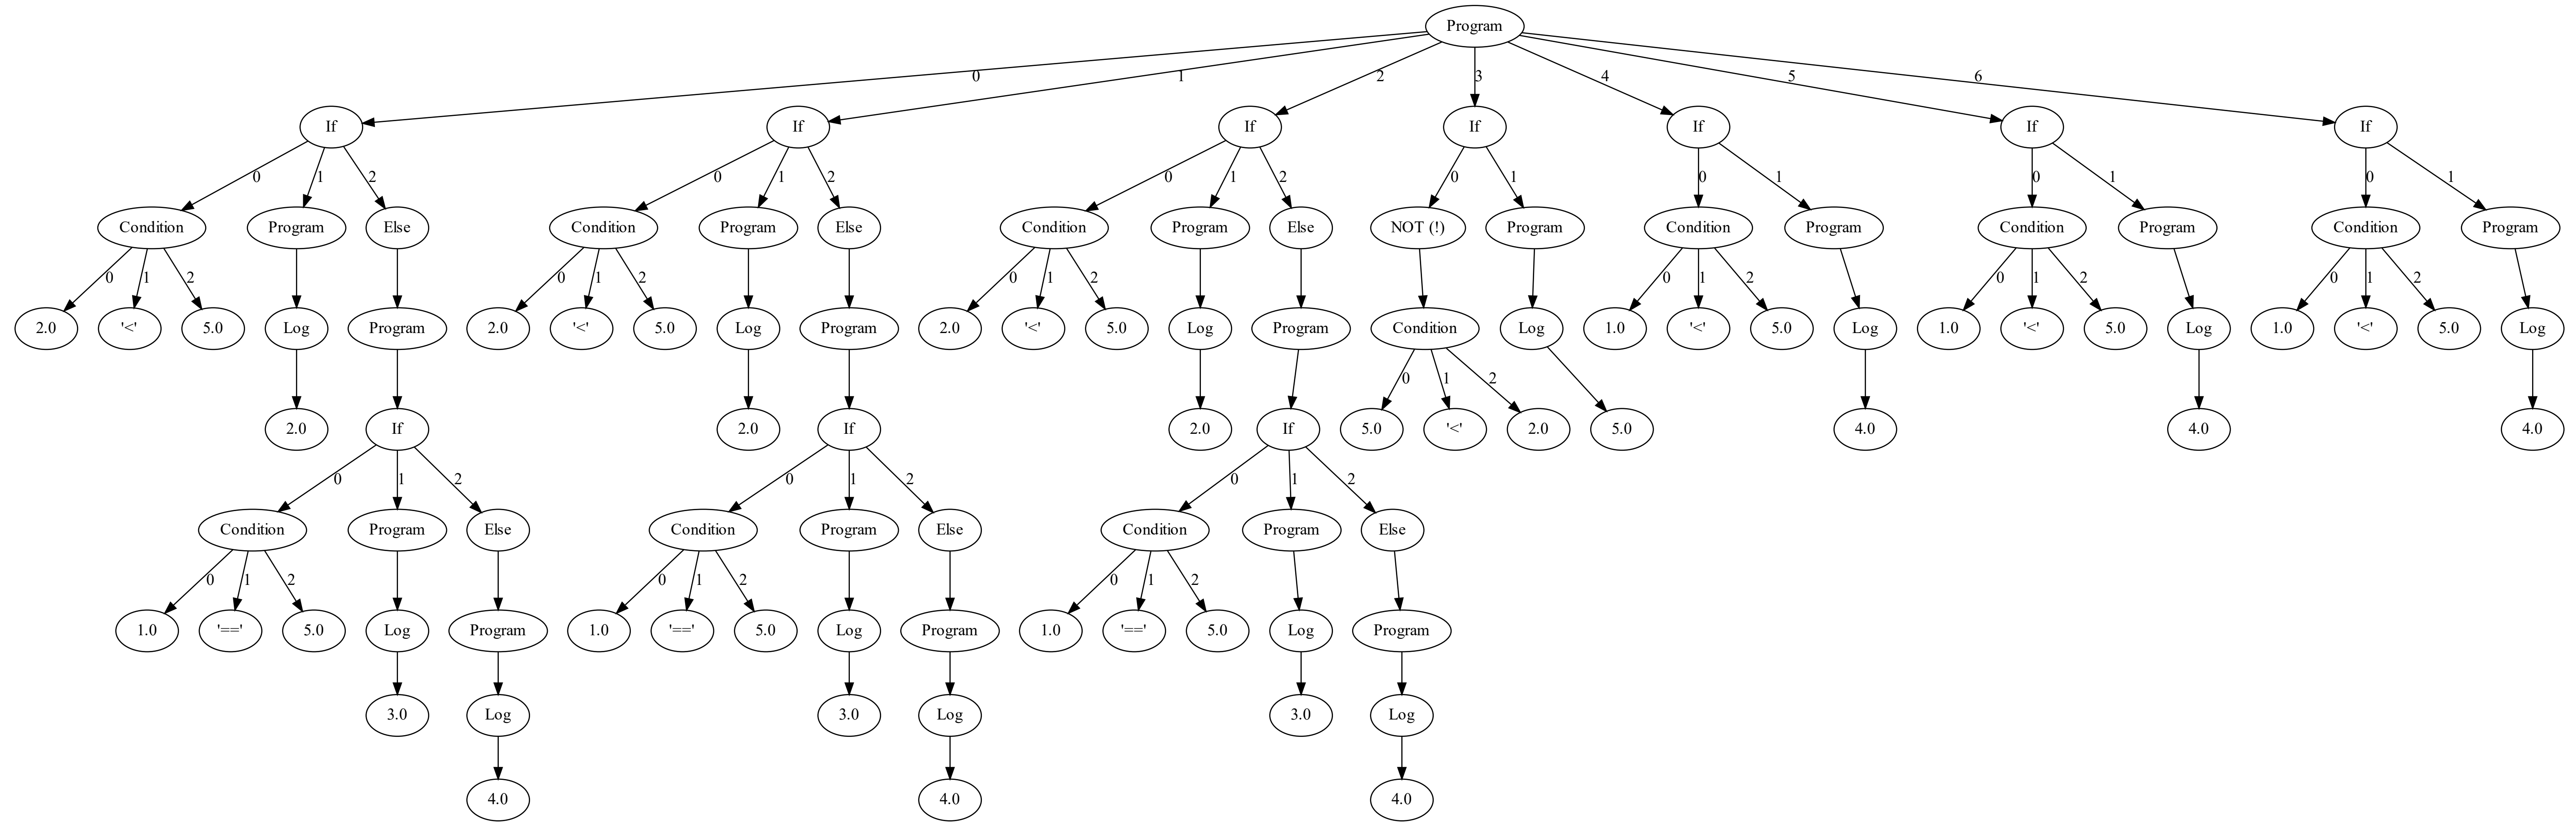 Program
0 1 2 3 4 5 6
If If If If If If If
0 1 2 0 1 2 0 1 2 0 1 0 1 0 1 0 1
Condition Program Else Condition Program Else Condition Program Else NOT (!) Program Condition Program Condition Program Condition Program
0 1 2 0 1 2 0 1 2 0 1 2 0 1 2 0 1 2
2.0 '<' 5.0 Log Program 2.0 '<' 5.0 Log Program 2.0 '<' 5.0 Log Program Condition Log 1.0 '<' 5.0 Log 1.0 '<' 5.0 Log 1.0 '<' 5.0 Log
0 1 2
2.0 If 2.0 If 2.0 If 5.0 '<' 2.0 5.0 4.0 4.0 4.0
0 1 2 0 1 2 0 1 2
Condition Program Else Condition Program Else Condition Program Else
0 1 2 0 1 2 0 1 2
1.0 '==' 5.0 Log Program 1.0 '==' 5.0 Log Program 1.0 '==' 5.0 Log Program
3.0 Log 3.0 Log 3.0 Log
4.0 4.0 4.0